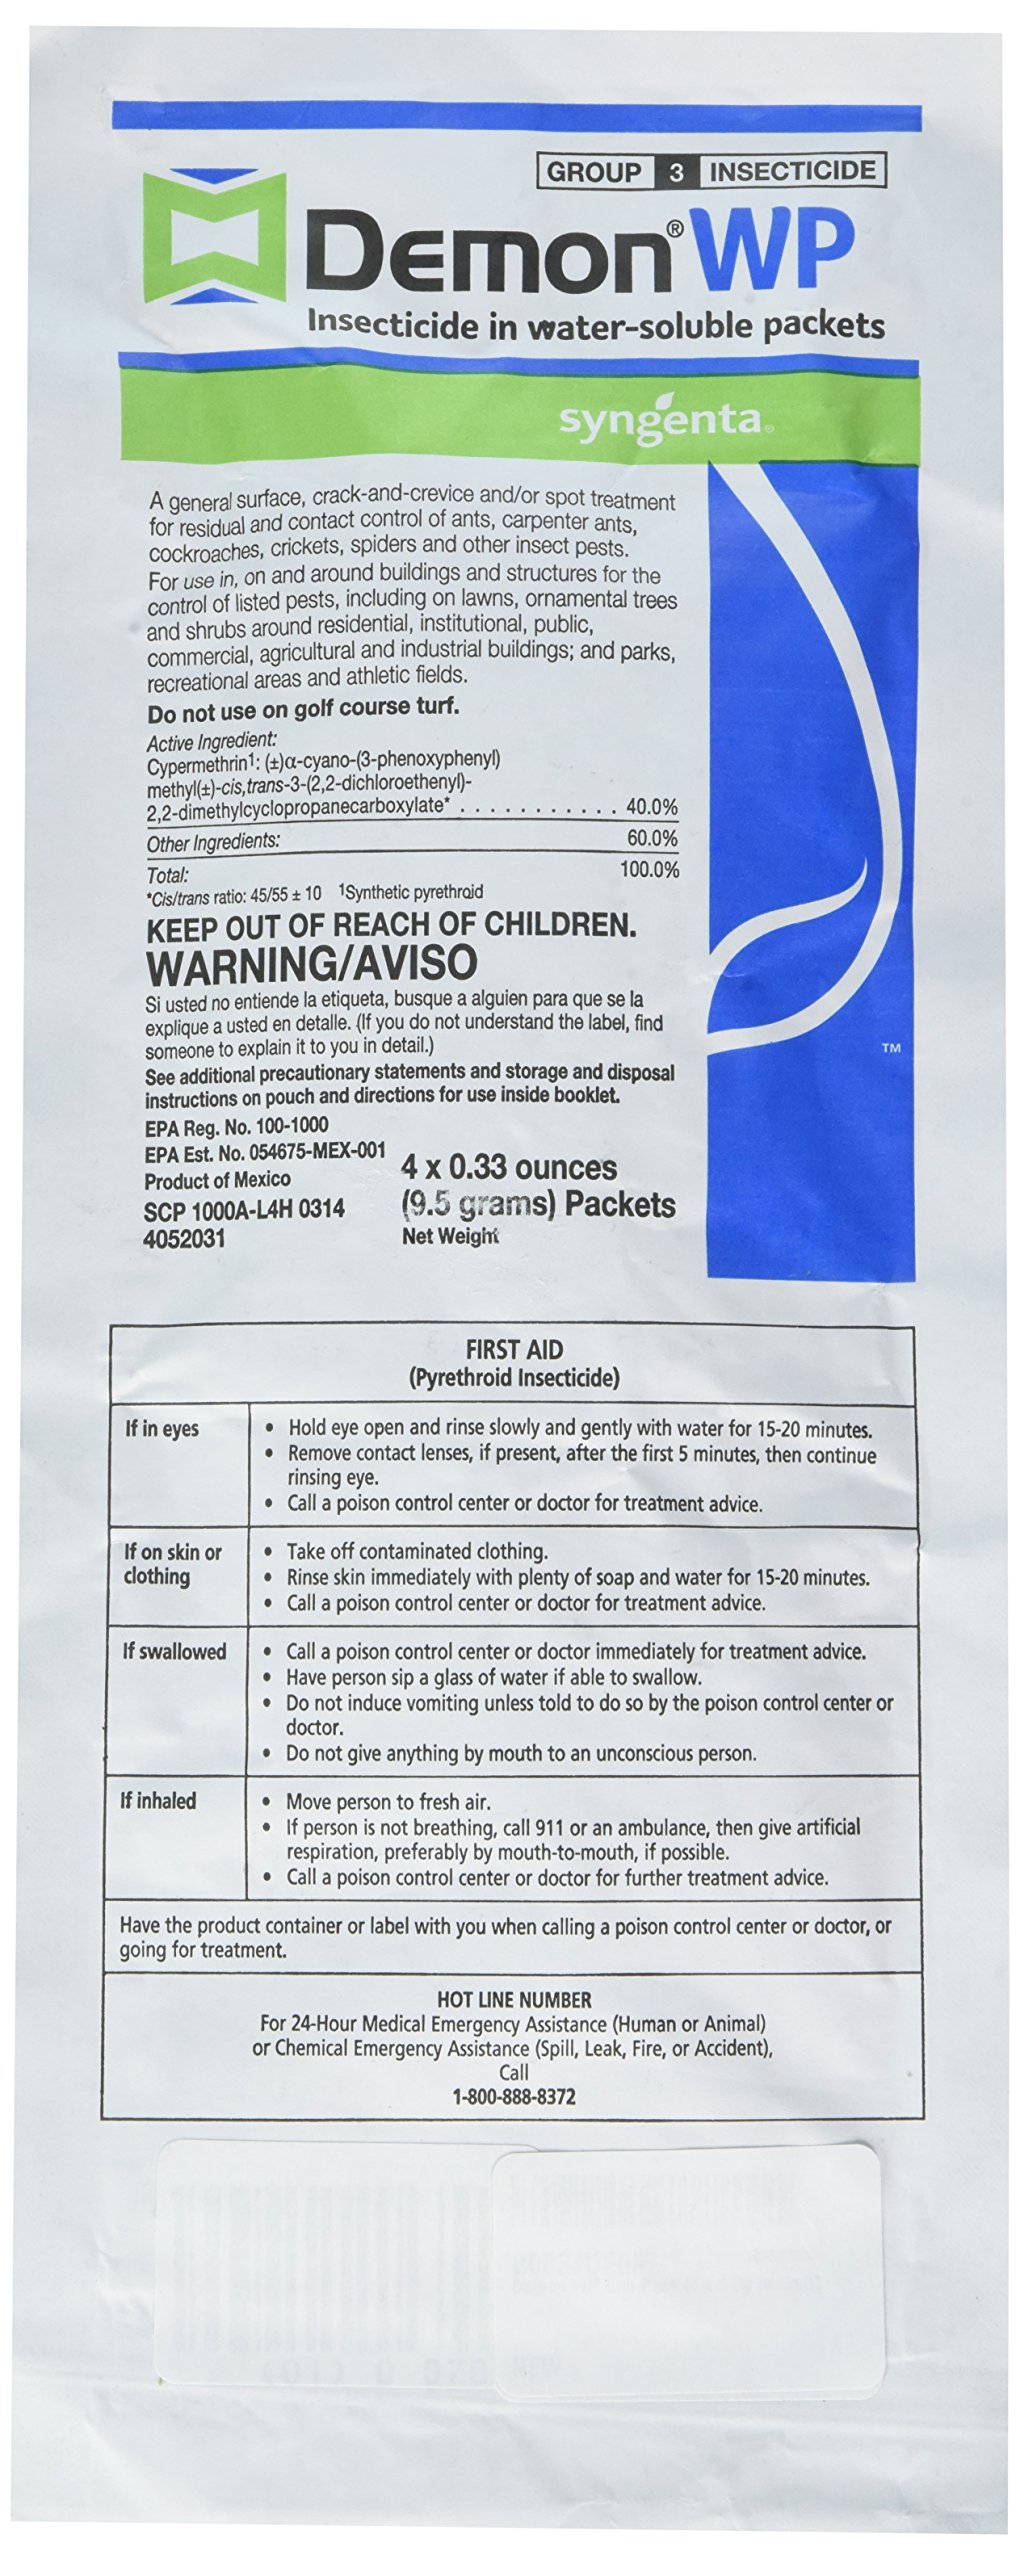 GROUP 3 INSECTICIDE
Demon® WP
Insecticide in water-soluble packets
syngenta®
A general surface, crack-and-crevice and/or spot treatment
for residual and contact control of ants, carpenter ants,
cockroaches, crickets, spiders and other insect pests.
For use in, on and around buildings and structures for the
control of listed pests, including on lawns, ornamental trees
and shrubs around residential, institutional, public,
commercial, agricultural and industrial buildings; and parks,
recreational areas and athletic fields.
Do not use on golf course turf.
Active Ingredient:
Cypermethrin¹: (±)α-cyano-(3-phenoxyphenyl)
methyl(±)-cis,trans-3-(2,2-dichloroethenyl)-
2,2-dimethylcyclopropanecarboxylate* . . . . . . . . . . . 40.0%
Other Ingredients: 60.0%
Total: 100.0%
*Cis/trans ratio: 45/55 ± 10 ¹Synthetic pyrethroid
KEEP OUT OF REACH OF CHILDREN.
WARNING/AVISO
Si usted no entiende la etiqueta, busque a alguien para que se la
explique a usted en detalle. (If you do not understand the label, find
someone to explain it to you in detail.)
See additional precautionary statements and storage and disposal
instructions on pouch and directions for use inside booklet.
TM
EPA Reg. No. 100-1000
EPA Est. No. 054675-MEX-001
Product of Mexico
SCP 1000A-L4H 0314
4052031
4 x 0.33 ounces
(9.5 grams) Packets
Net Weight
FIRST AID
(Pyrethroid Insecticide)
If in eyes
• Hold eye open and rinse slowly and gently with water for 15-20 minutes.
• Remove contact lenses, if present, after the first 5 minutes, then continue
rinsing eye.
• Call a poison control center or doctor for treatment advice.
If on skin or
clothing
• Take off contaminated clothing.
• Rinse skin immediately with plenty of soap and water for 15-20 minutes.
• Call a poison control center or doctor for treatment advice.
If swallowed
• Call a poison control center or doctor immediately for treatment advice.
• Have person sip a glass of water if able to swallow.
• Do not induce vomiting unless told to do so by the poison control center or
doctor.
• Do not give anything by mouth to an unconscious person.
If inhaled
• Move person to fresh air.
• If person is not breathing, call 911 or an ambulance, then give artificial
respiration, preferably by mouth-to-mouth, if possible.
• Call a poison control center or doctor for further treatment advice.
Have the product container or label with you when calling a poison control center or doctor, or
going for treatment.
HOT LINE NUMBER
For 24-Hour Medical Emergency Assistance (Human or Animal)
or Chemical Emergency Assistance (Spill, Leak, Fire, or Accident),
Call
1-800-888-8372